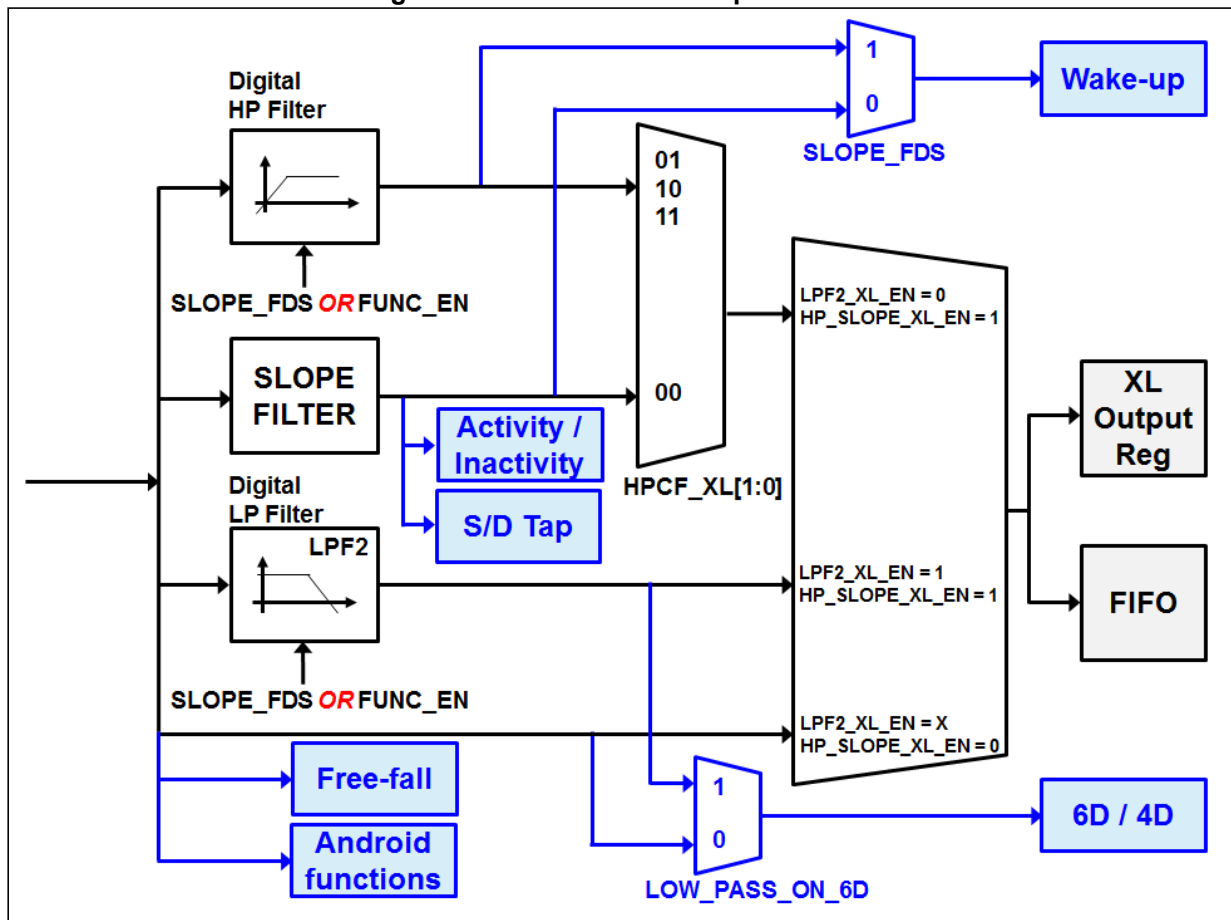 1
Digital
HP Filter
Wake-up
0
SLOPE_FDS
01
10
11
LPF2_XL_EN = 0
HP_SLOPE_XL_EN = 1
SLOPE_FDS OR FUNC_EN
SLOPE
FILTER
00
XL
Output
Reg
Activity /
Inactivity
HPCF_XL[1:0]
Digital
LP Filter
S/D Tap
LPF2
LPF2_XL_EN = 1
HP_SLOPE_XL_EN = 1
FIFO
SLOPE_FDS OR FUNC_EN
LPF2_XL_EN = X
HP_SLOPE_XL_EN = 0
Free-fall
1
6D / 4D
0
Android
functions
LOW_PASS_ON_6D